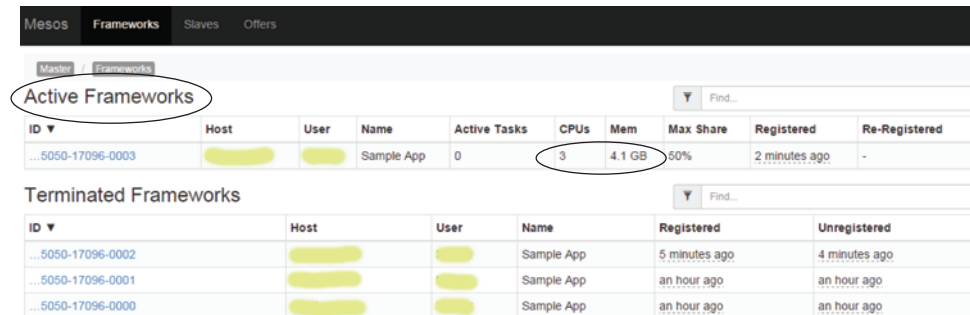 Mesos Frameworks Slaves Offers
Master / Frameworks
Active Frameworks
Find...
ID ▼ Host User Name Active Tasks CPUs Mem Max Share Registered Re-Registered
...5050-17096-0003 Sample App 0 3 4.1 GB 50% 2 minutes ago -
Terminated Frameworks
Find...
ID ▼ Host User Name Registered Unregistered
...5050-17096-0002 Sample App 5 minutes ago 4 minutes ago
...5050-17096-0001 Sample App an hour ago an hour ago
...5050-17096-0000 Sample App an hour ago an hour ago